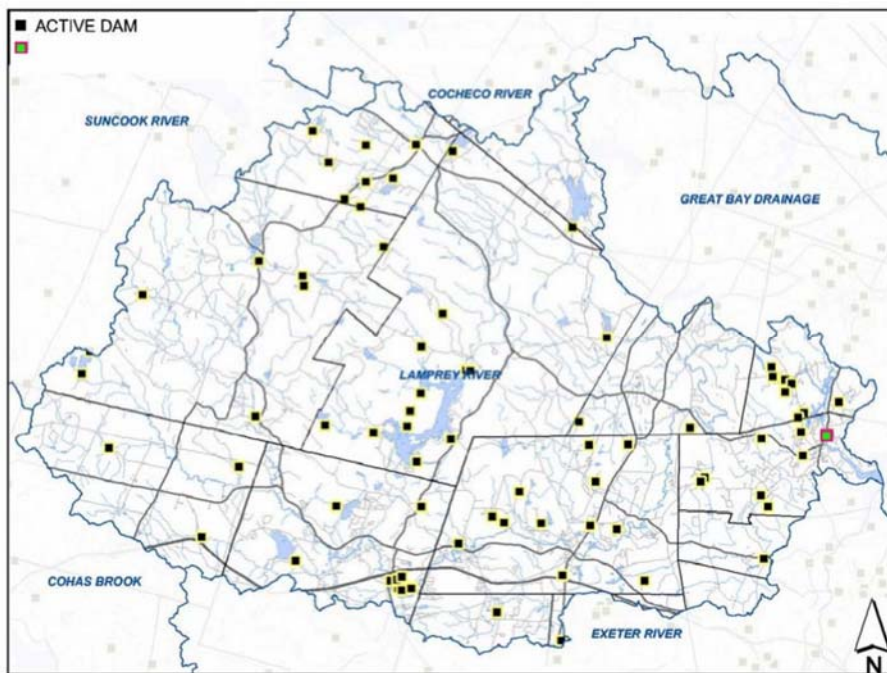 ACTIVE DAM
COCHECO RIVER
SUNCOOK RIVER
GREAT BAY DRAINAGE
LAMPREY RIVER
COHAS BROOK
EXETER RIVER
N